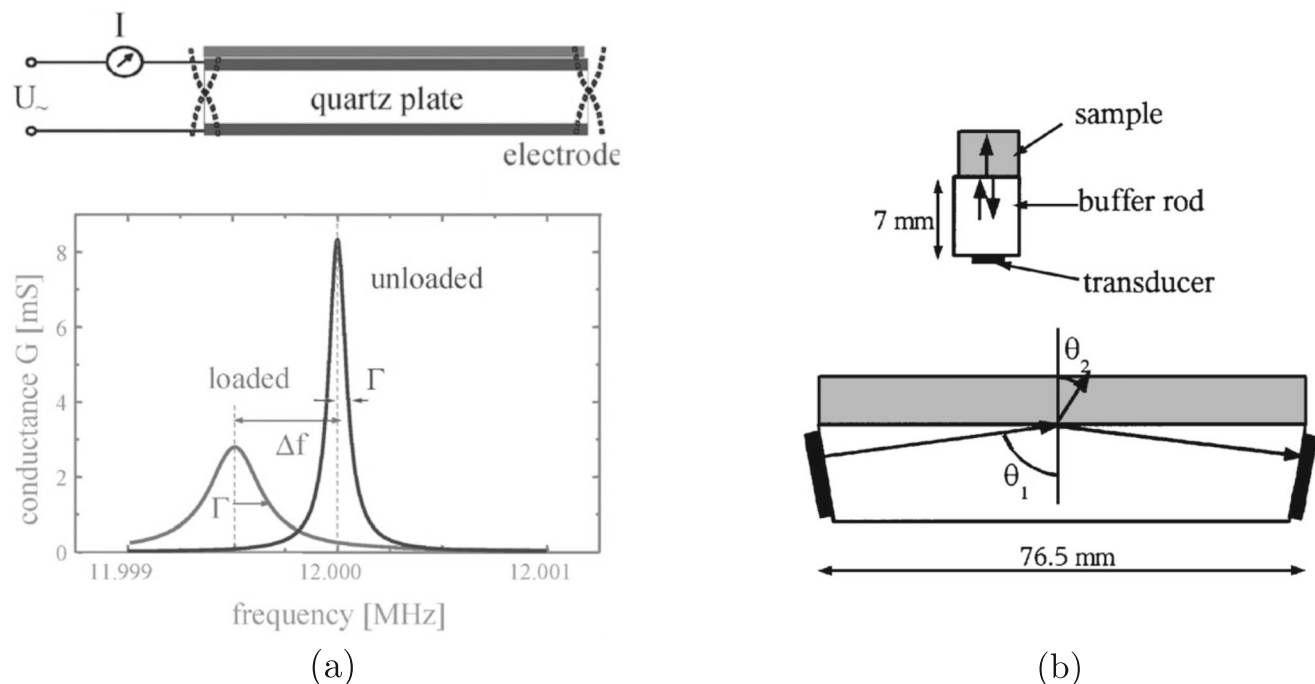 I
U~
quartz plate
electrode
conductance G [mS]
8
6
4
2
0
unloaded
loaded
Γ
Δf
Γ
11.999
12.000
12.001
frequency [MHz]
(a)
sample
buffer rod
7 mm
transducer
θ2
θ1
76.5 mm
(b)